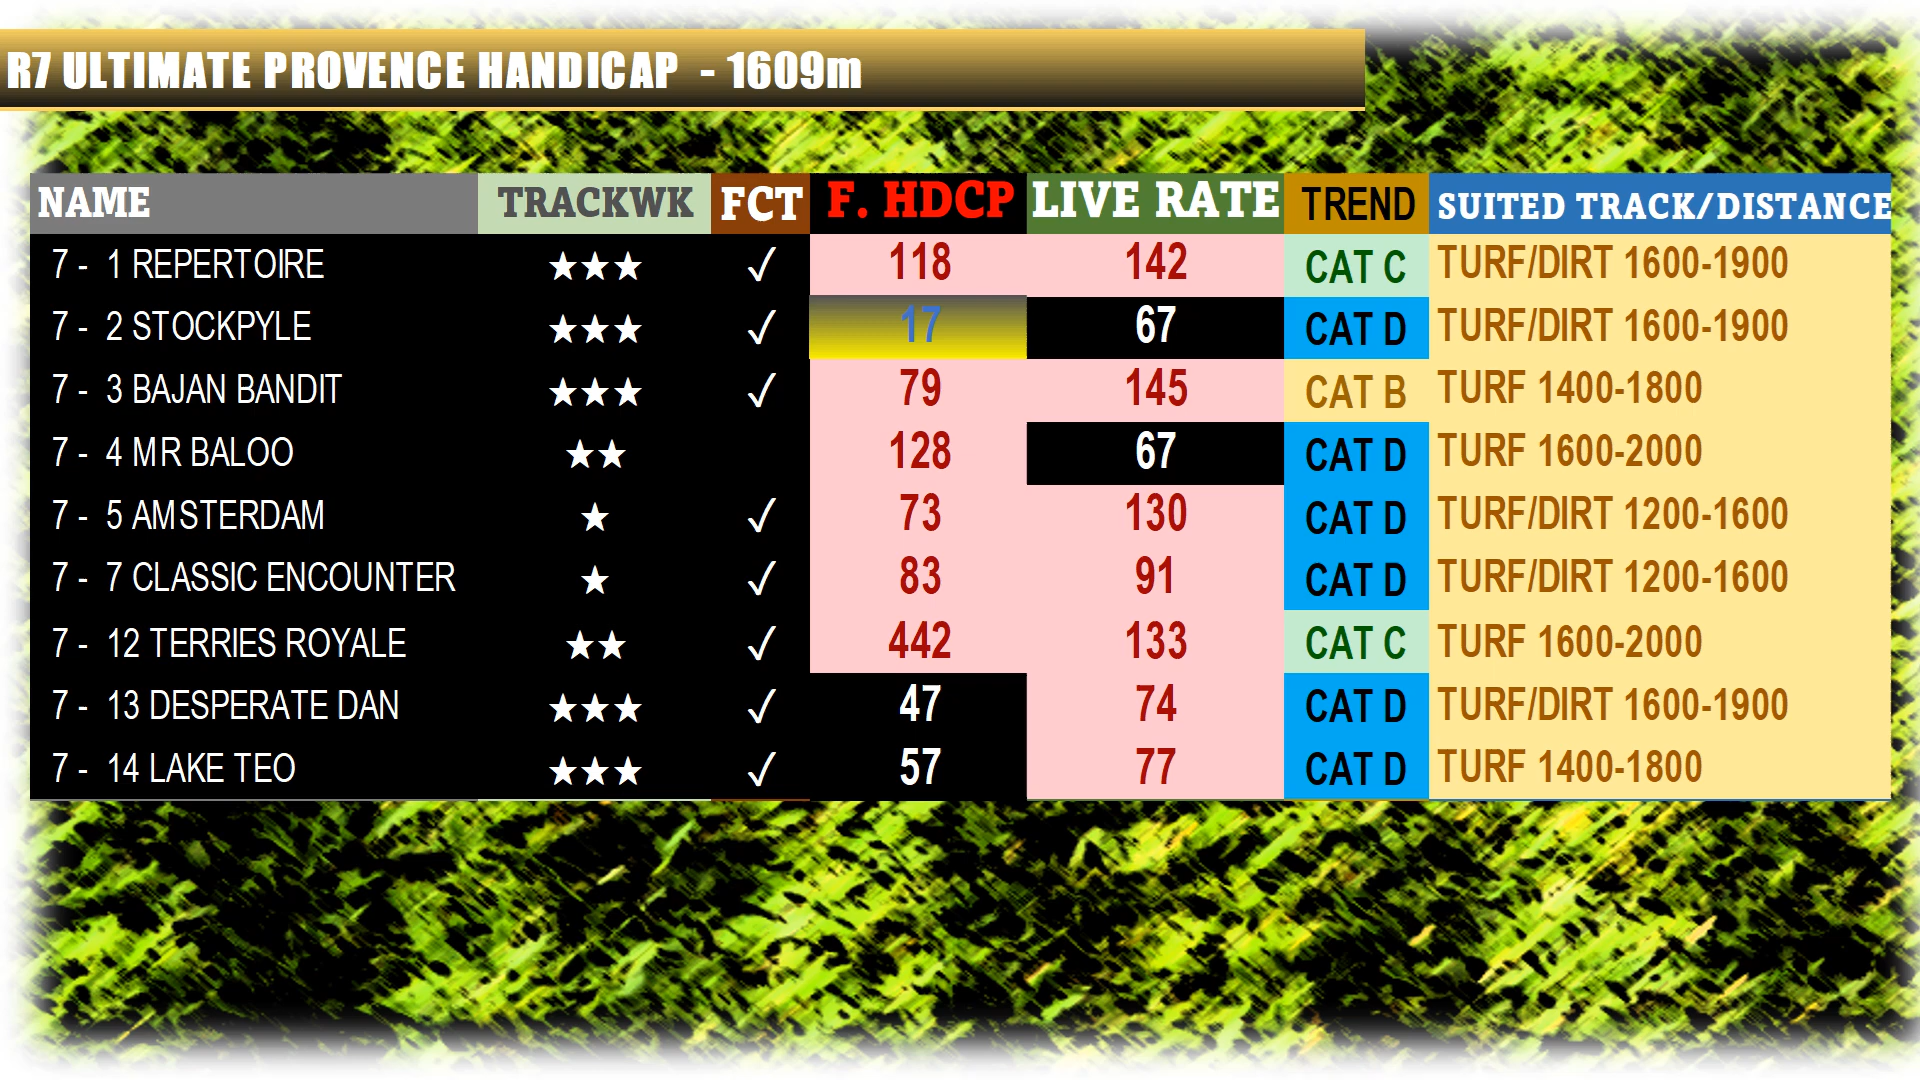 R7 ULTIMATE PROVENCE HANDICAP - 1609m
NAME TRACKWK FCT F. HDCP LIVE RATE TREND SUITED TRACK/DISTANCE
7 - 1 REPERTOIRE ★★★ ✓ 118 142 CAT C TURF/DIRT 1600-1900
7 - 2 STOCKPYLE ★★★ ✓ 17 67 CAT D TURF/DIRT 1600-1900
7 - 3 BAJAN BANDIT ★★★ ✓ 79 145 CAT B TURF 1400-1800
7 - 4 MR BALOO ★★ 128 67 CAT D TURF 1600-2000
7 - 5 AMSTERDAM ★ ✓ 73 130 CAT D TURF/DIRT 1200-1600
7 - 7 CLASSIC ENCOUNTER ★ ✓ 83 91 CAT D TURF/DIRT 1200-1600
7 - 12 TERRIES ROYALE ★★ ✓ 442 133 CAT C TURF 1600-2000
7 - 13 DESPERATE DAN ★★★ ✓ 47 74 CAT D TURF/DIRT 1600-1900
7 - 14 LAKE TEO ★★★ ✓ 57 77 CAT D TURF 1400-1800